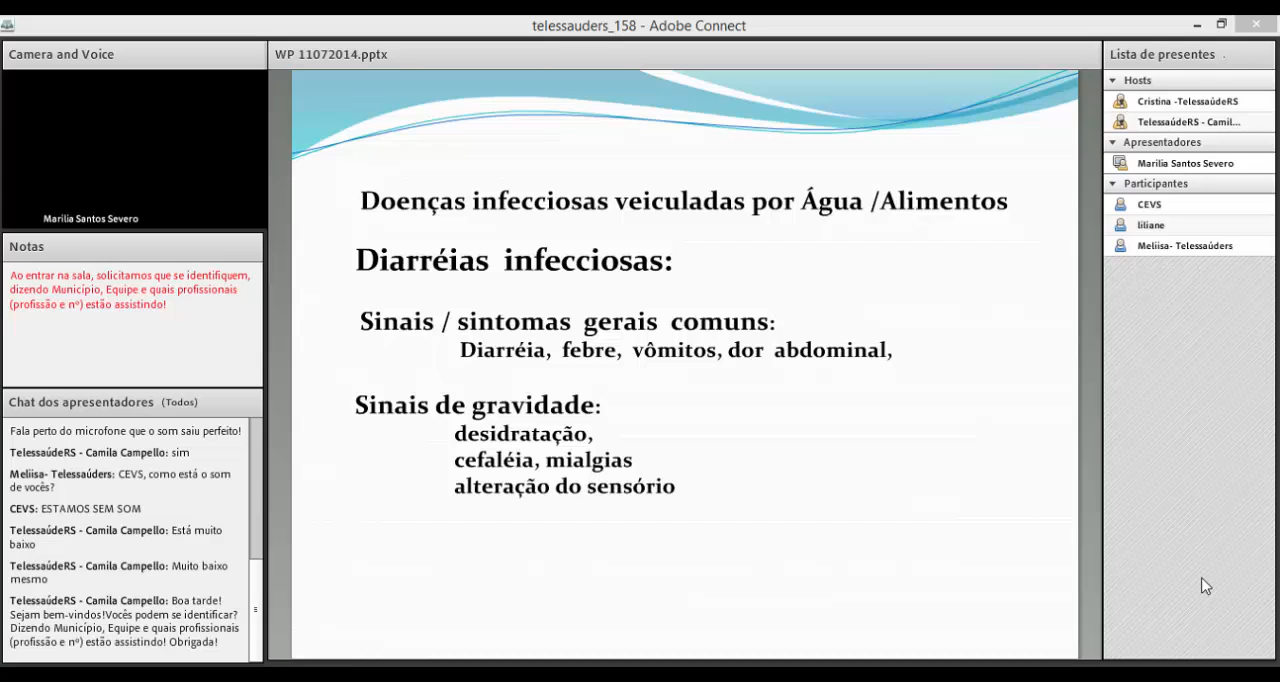 telessauders_158 - Adobe Connect
Camera and Voice
Marilia Santos Severo
Notas
Ao entrar na sala, solicitamos que se identifiquem,
dizendo Município, Equipe e quais profissionais
(profissão e nº) estão assistindo!
Chat dos apresentadores (Todos)
Fala perto do microfone que o som saiu perfeito!
TelessaúdeRS - Camila Campello: sim
Meliisa- Telessaúders: CEVS, como está o som
de vocês?
CEVS: ESTAMOS SEM SOM
TelessaúdeRS - Camila Campello: Está muito
baixo
TelessaúdeRS - Camila Campello: Muito baixo
mesmo
TelessaúdeRS - Camila Campello: Boa tarde!
Sejam bem-vindos!Vocês podem se identificar?
Dizendo Município, Equipe e quais profissionais
(profissão e nº) estão assistindo! Obrigada!
WP 11072014.pptx
Doenças infecciosas veiculadas por Água /Alimentos
Diarréias infecciosas:
Sinais / sintomas gerais comuns:
Diarréia, febre, vômitos, dor abdominal,
Sinais de gravidade:
desidratação,
cefaléia, mialgias
alteração do sensório
Lista de presentes
Hosts
Cristina -TelessaúdeRS
TelessaúdeRS - Camil...
Apresentadores
Marilia Santos Severo
Participantes
CEVS
liliane
Meliisa- Telessaúders